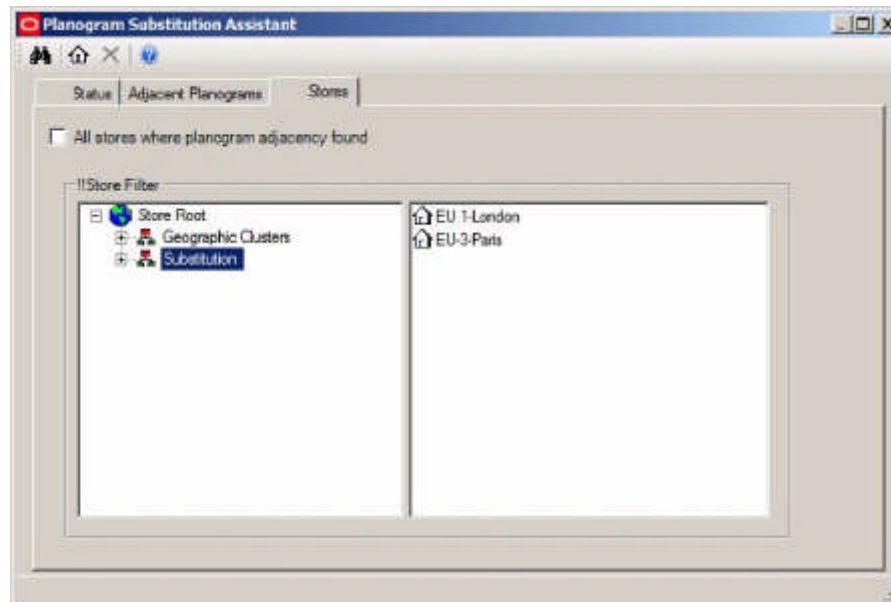 Planogram Substitution Assistant
Status Adjacent Planograms Stores
All stores where planogram adjacency found
!!Store Filter
Store Root
Geographic Clusters
Substitution
EU 1-London
EU-3-Paris